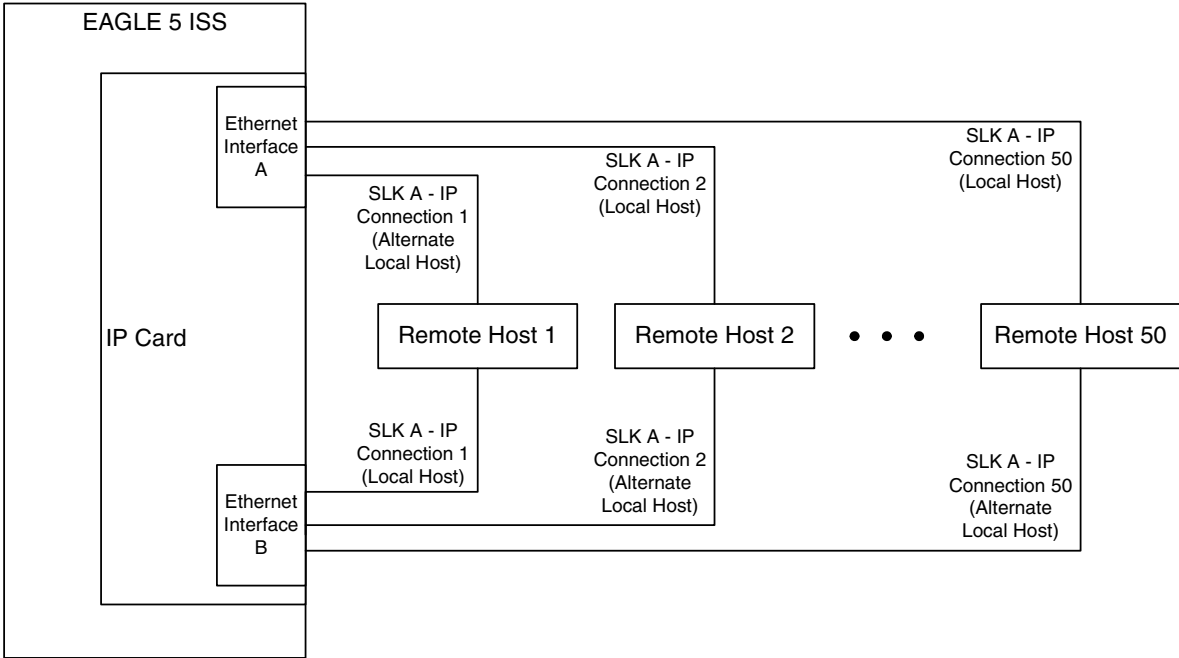 EAGLE 5 ISS
Ethernet
Interface
A
SLK A - IP
Connection 1
(Alternate
Local Host)
SLK A - IP
Connection 2
(Local Host)
SLK A - IP
Connection 50
(Local Host)
IP Card
Remote Host 1
Remote Host 2
Remote Host 50
SLK A - IP
Connection 1
(Local Host)
SLK A - IP
Connection 2
(Alternate
Local Host)
SLK A - IP
Connection 50
(Alternate
Local Host)
Ethernet
Interface
B